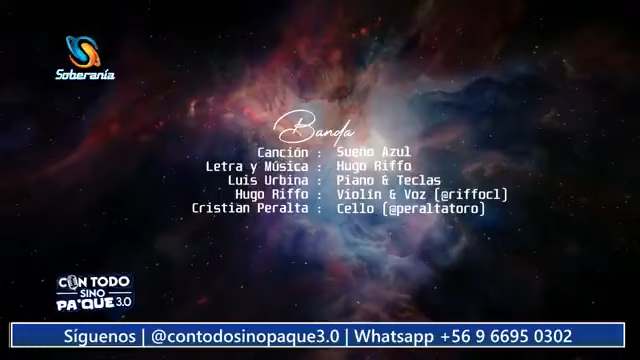 Soberanía
Banda
Canción : Sueño Azul
Letra y Música : Hugo Riffo
Luis Urbina : Piano & Teclas
Hugo Riffo : Violín & Voz (@riffocl)
Cristian Peralta : Cello (@peraltatoro)
CON TODO
SINO
PA'QUE 3.0
Síguenos | @contodosinopaque3.0 | Whatsapp +56 9 6695 0302